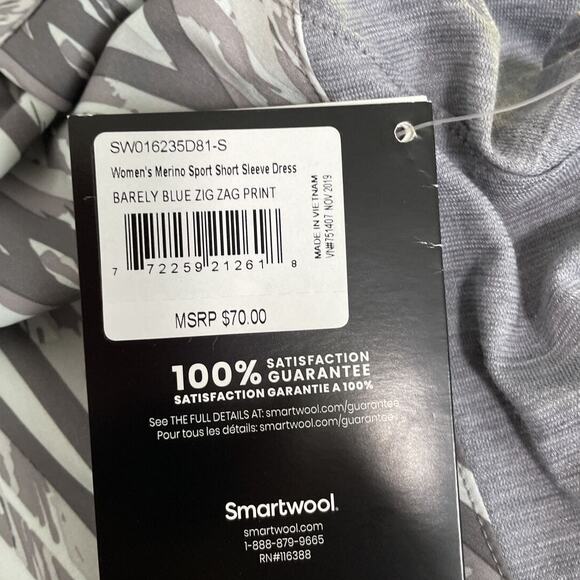 SW016235D81-S
Women's Merino Sport Short Sleeve Dress
BARELY BLUE ZIG ZAG PRINT
7 72259 21261 8
MADE IN VIETNAM
VN#751407 NOV 2019
MSRP $70.00
100% SATISFACTION GUARANTEE
SATISFACTION GARANTIE A 100%
See THE FULL DETAILS AT: smartwool.com/guarantee
Pour tous les détails: smartwool.com/guarantee
Smartwool.
smartwool.com
1-888-879-9665
RN#116388